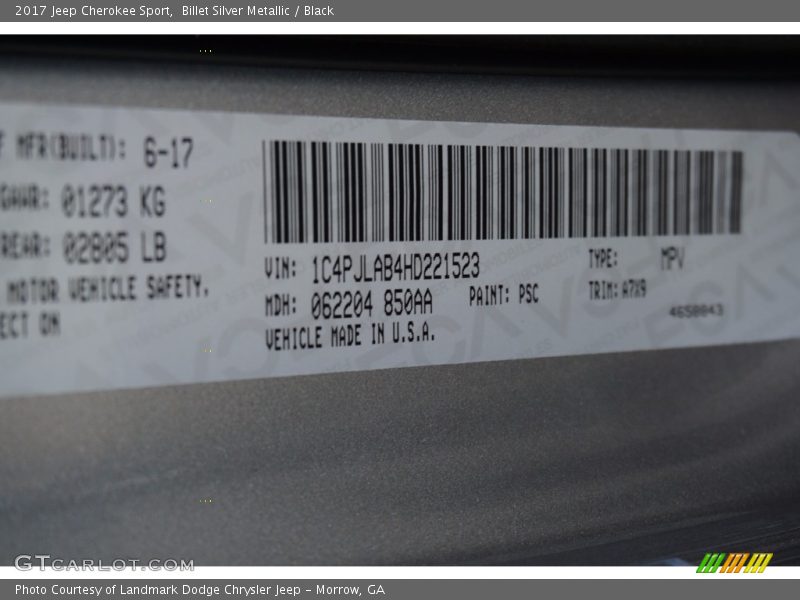 2017 Jeep Cherokee Sport,  Billet Silver Metallic / Black
F MFR(BUILT): 6-17
GAWR: 01273 KG
REAR: 02805 LB
MOTOR VEHICLE SAFETY.
ECT ON
VIN: 1C4PJLAB4HD221523
MDH: 062204 850AA
PAINT: PSC
VEHICLE MADE IN U.S.A.
TYPE: MPV
TRIM: A7X9
4658843
GTCARLOT.COM
Photo Courtesy of Landmark Dodge Chrysler Jeep – Morrow, GA